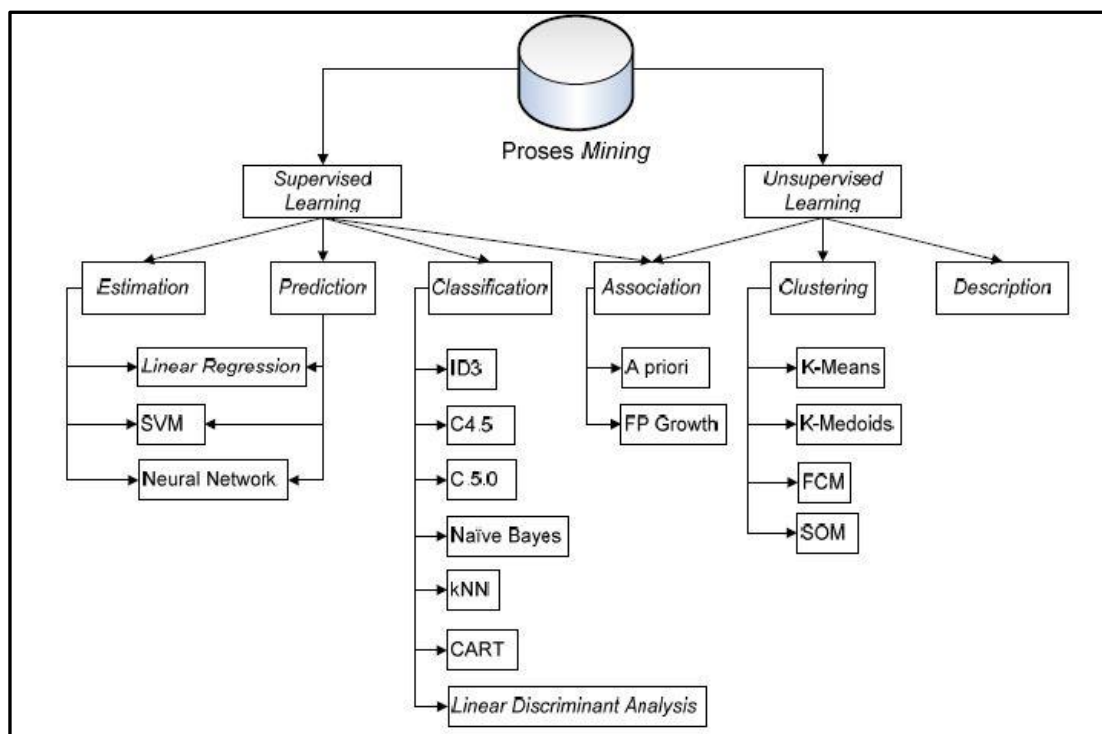 Proses Mining
Supervised
Learning
Unsupervised
Learning
Estimation
Prediction
Classification
Association
Clustering
Description
Linear Regression
SVM
Neural Network
ID3
C4.5
C.5.0
Naïve Bayes
kNN
CART
Linear Discriminant Analysis
A priori
FP Growth
K-Means
K-Medoids
FCM
SOM